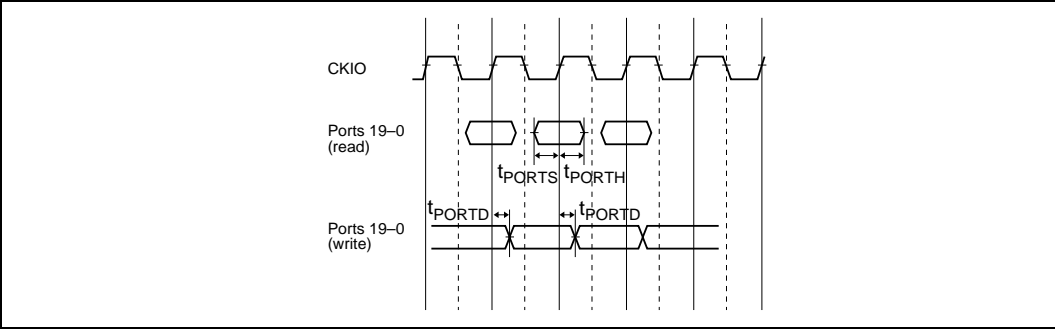 CKIO
Ports 19–0
(read)
tPORTS tPORTH
tPORTD tPORTD
Ports 19–0
(write)